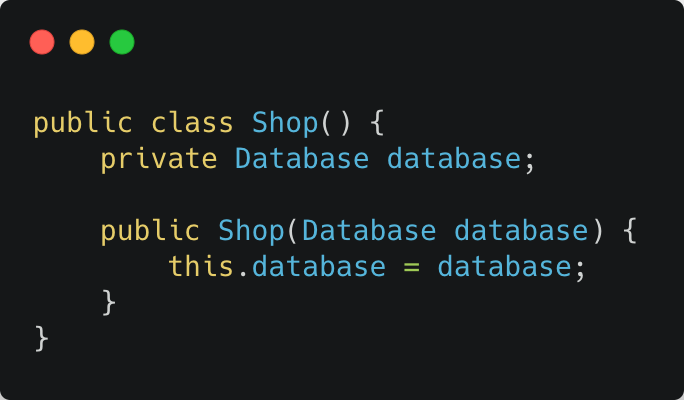 public class Shop() {
    private Database database;

    public Shop(Database database) {
        this.database = database;
    }
}